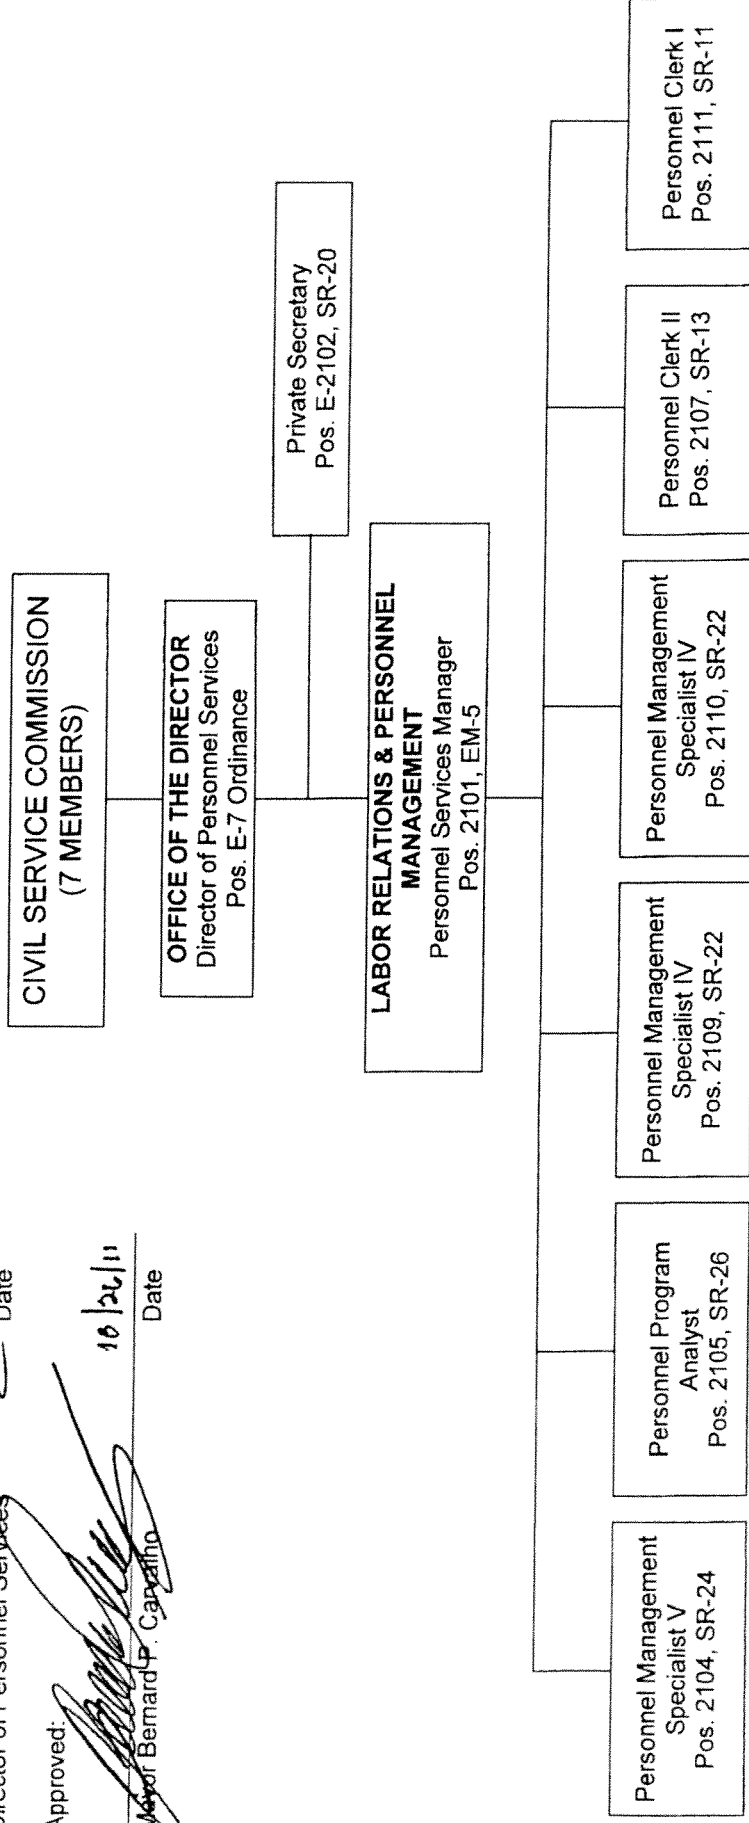 Director of Personnel Services
Date
Approved:
10/26/11
Mayor Bernard P. Carvalho
Date
CIVIL SERVICE COMMISSION
(7 MEMBERS)
OFFICE OF THE DIRECTOR
Director of Personnel Services
Pos. E-7 Ordinance
Private Secretary
Pos. E-2102, SR-20
LABOR RELATIONS & PERSONNEL
MANAGEMENT
Personnel Services Manager
Pos. 2101, EM-5
Personnel Management
Specialist V
Pos. 2104, SR-24
Personnel Program
Analyst
Pos. 2105, SR-26
Personnel Management
Specialist IV
Pos. 2109, SR-22
Personnel Management
Specialist IV
Pos. 2110, SR-22
Personnel Clerk II
Pos. 2107, SR-13
Personnel Clerk I
Pos. 2111, SR-11